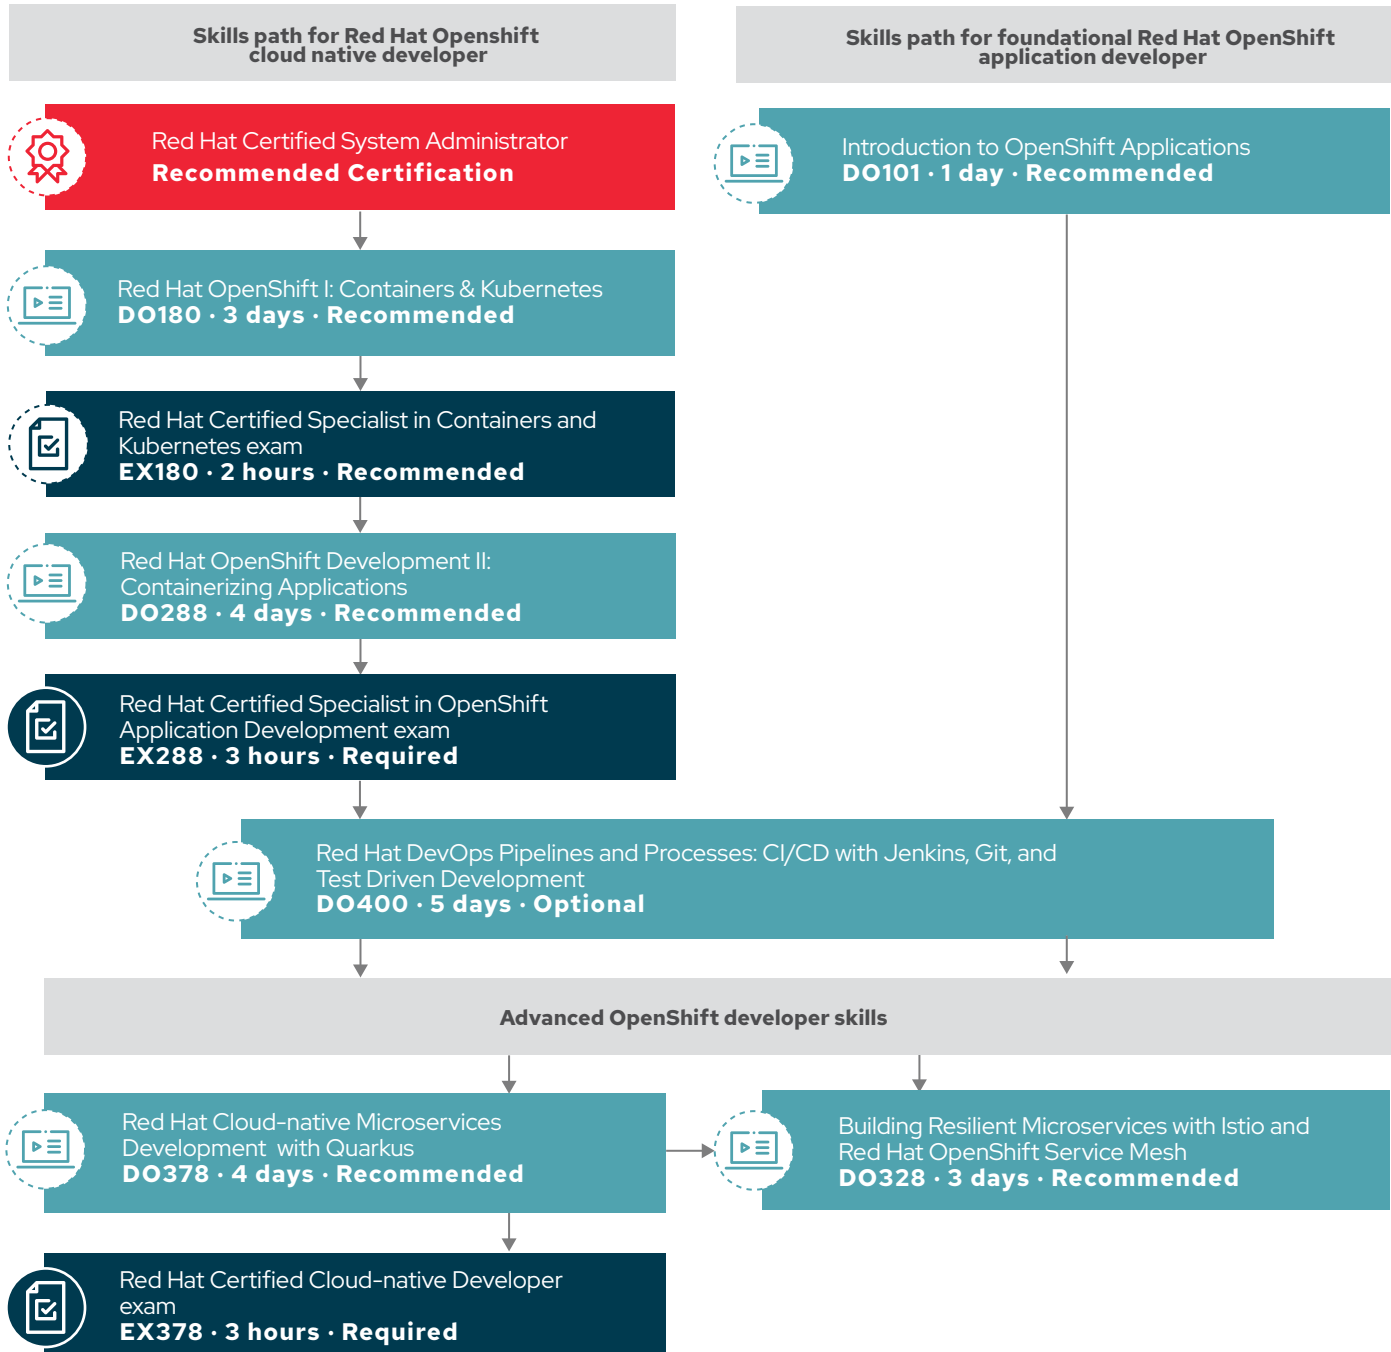 Skills path for Red Hat Openshift
cloud native developer
Skills path for foundational Red Hat OpenShift
application developer
Red Hat Certified System Administrator
Recommended Certification
Introduction to OpenShift Applications
DO101 · 1 day · Recommended
Red Hat OpenShift I: Containers & Kubernetes
DO180 · 3 days · Recommended
Red Hat Certified Specialist in Containers and
Kubernetes exam
EX180 · 2 hours · Recommended
Red Hat OpenShift Development II:
Containerizing Applications
DO288 · 4 days · Recommended
Red Hat Certified Specialist in OpenShift
Application Development exam
EX288 · 3 hours · Required
Red Hat DevOps Pipelines and Processes: CI/CD with Jenkins, Git, and
Test Driven Development
DO400 · 5 days · Optional
Advanced OpenShift developer skills
Red Hat Cloud-native Microservices
Development with Quarkus
DO378 · 4 days · Recommended
Building Resilient Microservices with Istio and
Red Hat OpenShift Service Mesh
DO328 · 3 days · Recommended
Red Hat Certified Cloud-native Developer
exam
EX378 · 3 hours · Required